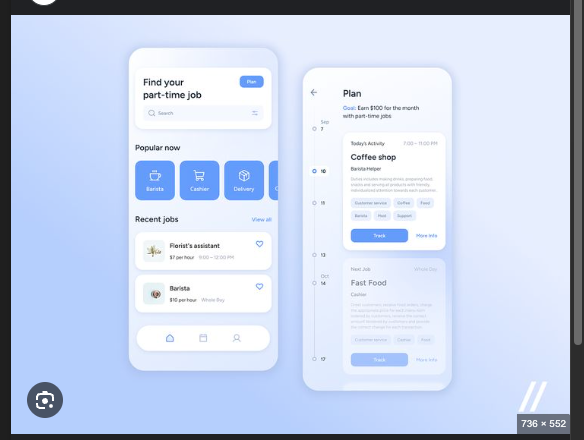 Find your
part-time job
Plan
Search
Popular now
Barista
Cashier
Delivery
Recent jobs
View all
Florist's assistant
$7 per hour
9:00 – 12:00 PM
Barista
$10 per hour
Whole Day
Plan
Goal: Earn $100 for the month
with part-time jobs
Sep
7
10
11
13
Oct
14
17
Today's Activity
7:00 – 11:00 PM
Coffee shop
Barista Helper
Customer service
Coffee
Food
Barista
Host
Support
Track
More info
Next Job
Whole Day
Fast Food
Cashier
Customer service
Cashier
Food
Track
More info
736 × 552